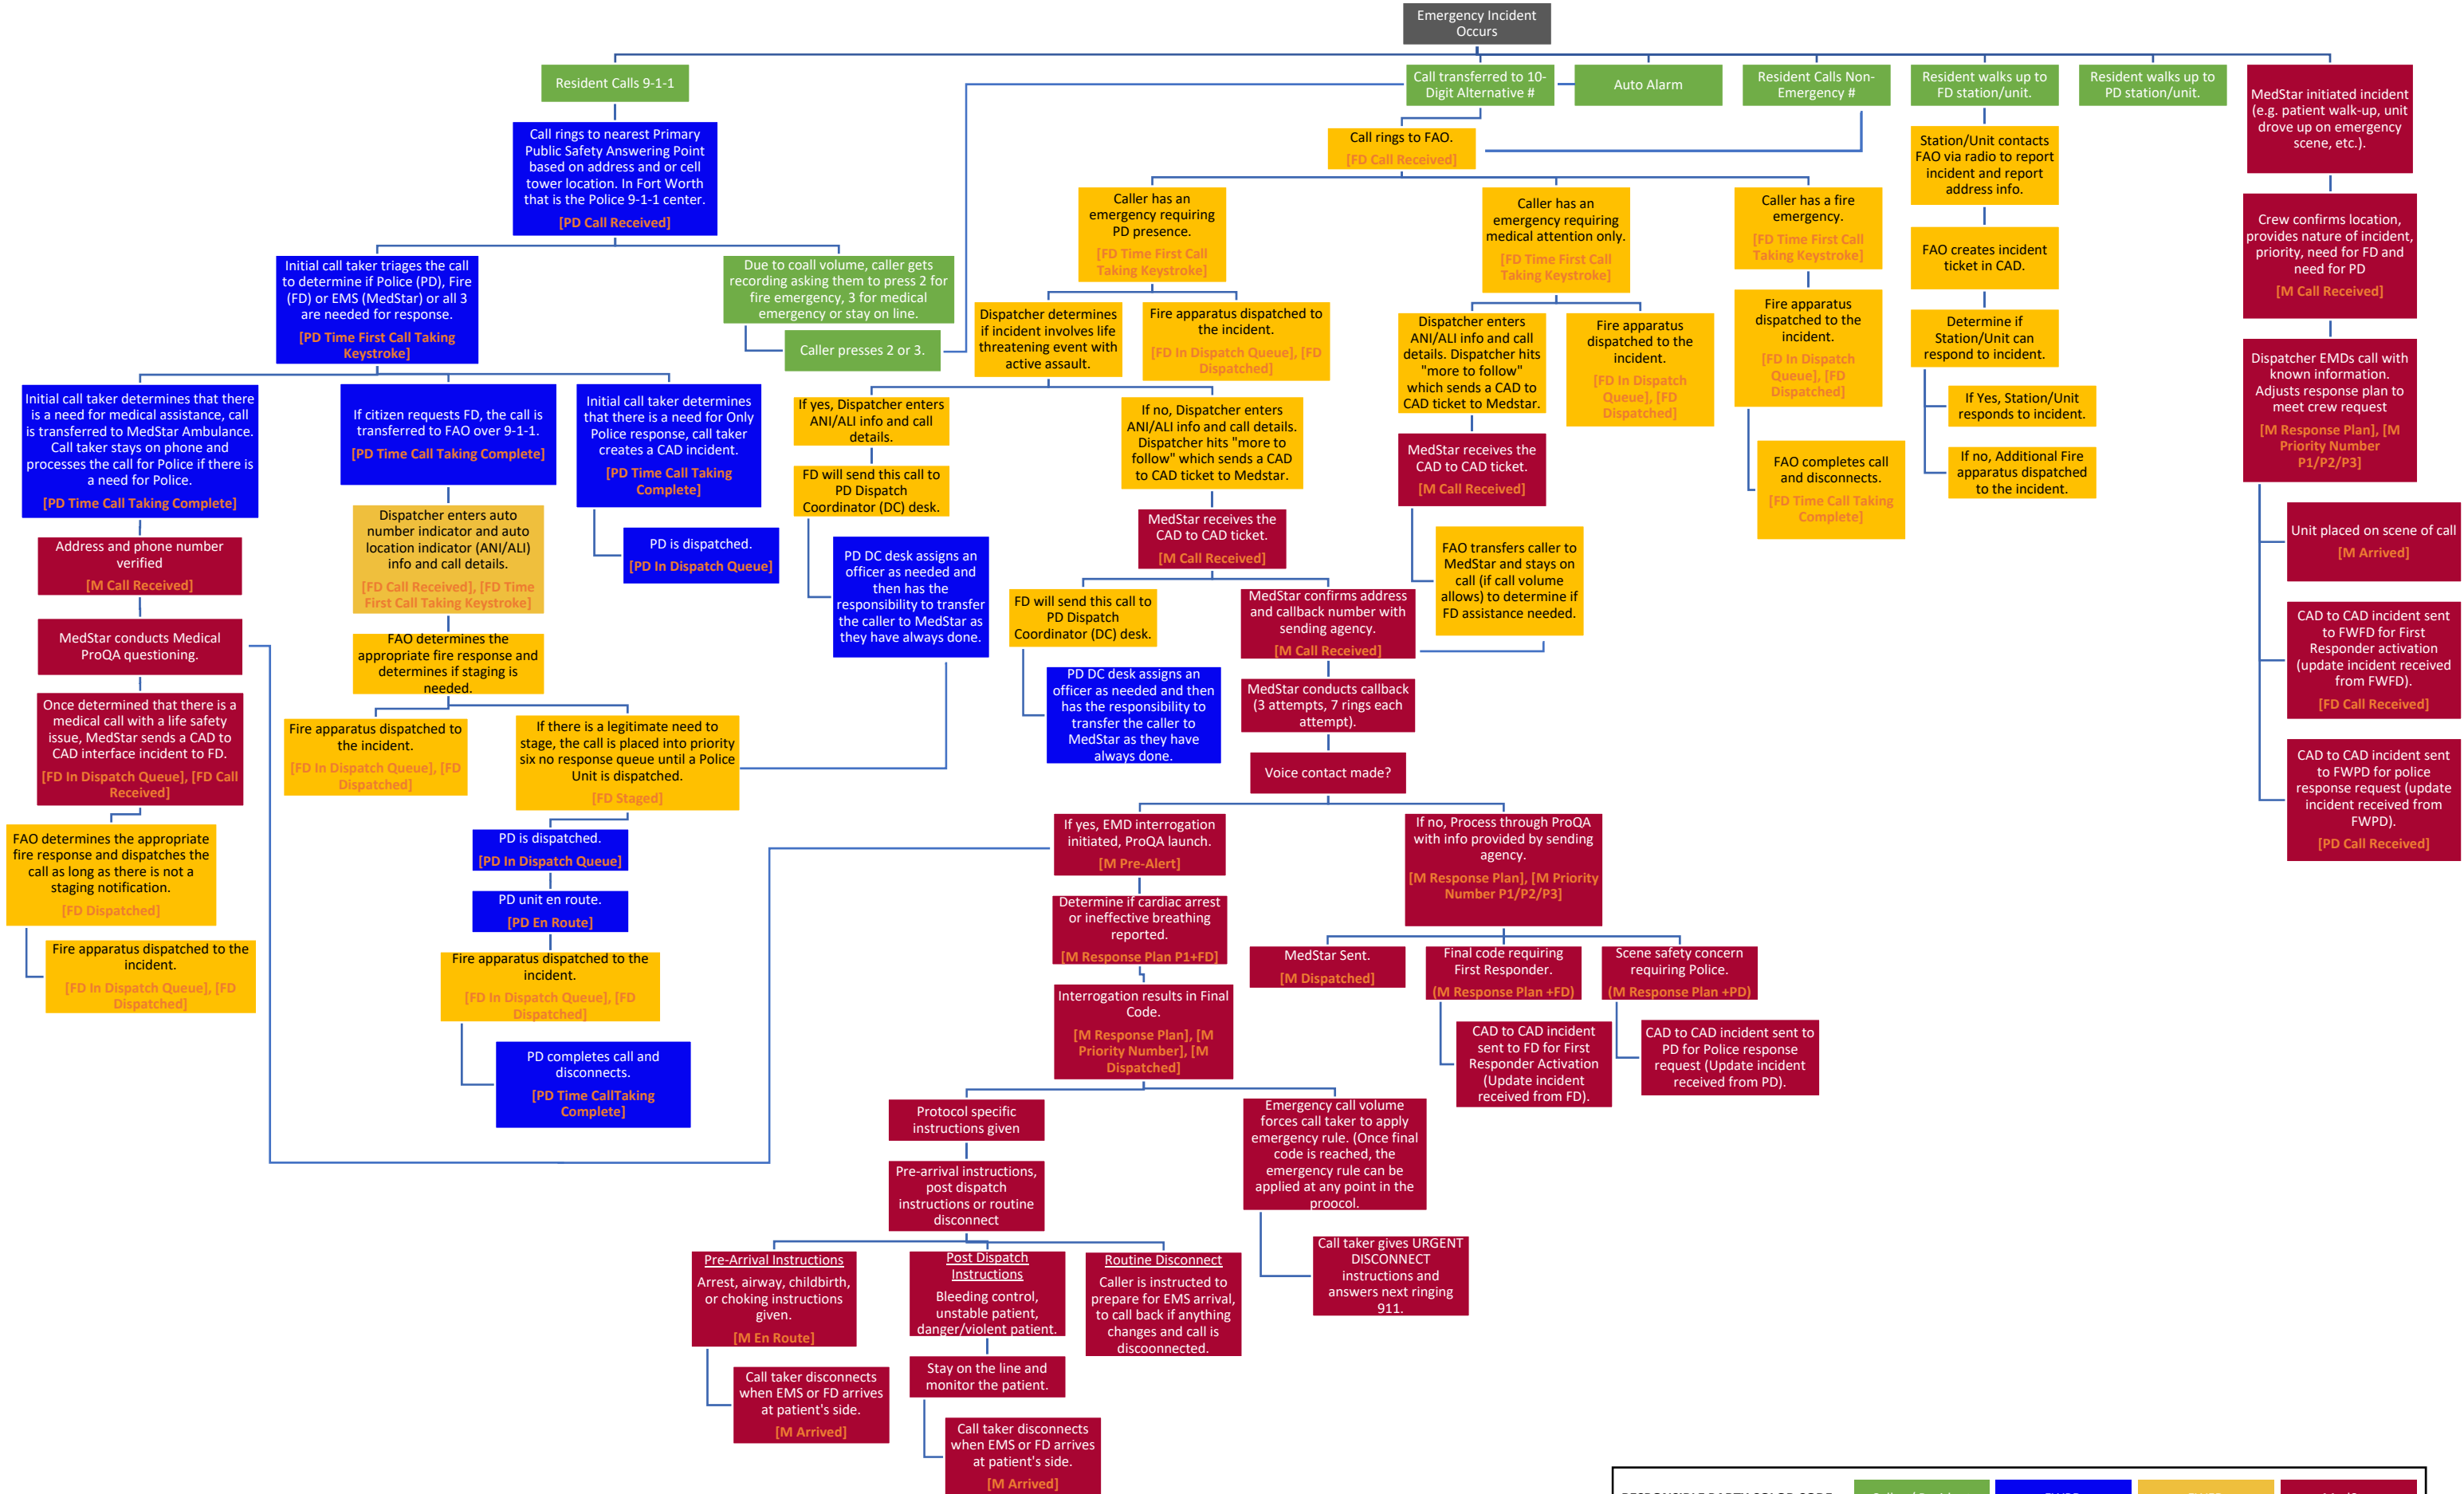 Emergency Incident
Occurs
Resident Calls 9-1-1
Call transferred to 10-
Digit Alternative #
Auto Alarm
Resident Calls Non-
Emergency #
Resident walks up to
FD station/unit.
Resident walks up to
PD station/unit.
MedStar initiated incident
(e.g. patient walk-up, unit
drove up on emergency
scene, etc.).
Call rings to nearest Primary
Public Safety Answering Point
based on address and or cell
tower location. In Fort Worth
that is the Police 9-1-1 center.
[PD Call Received]
Initial call taker triages the call
to determine if Police (PD), Fire
(FD) or EMS (MedStar) or all 3
are needed for response.
[PD Time First Call Taking
Keystroke]
Due to coall volume, caller gets
recording asking them to press 2 for
fire emergency, 3 for medical
emergency or stay on line.
Caller presses 2 or 3.
Initial call taker determines that there
is a need for medical assistance, call
is transferred to MedStar Ambulance.
Call taker stays on phone and
processes the call for Police if there is
a need for Police.
[PD Time Call Taking Complete]
If citizen requests FD, the call is
transferred to FAO over 9-1-1.
[PD Time Call Taking Complete]
Initial call taker determines
that there is a need for Only
Police response, call taker
creates a CAD incident.
[PD Time Call Taking
Complete]
PD is dispatched.
[PD In Dispatch Queue]
Address and phone number
verified
[M Call Received]
MedStar conducts Medical
ProQA questioning.
Once determined that there is a
medical call with a life safety
issue, MedStar sends a CAD to
CAD interface incident to FD.
[FD In Dispatch Queue], [FD Call
Received]
FAO determines the appropriate
fire response and dispatches the
call as long as there is not a
staging notification.
[FD Dispatched]
Fire apparatus dispatched to the
incident.
[FD In Dispatch Queue], [FD
Dispatched]
Dispatcher enters auto
number indicator and auto
location indicator (ANI/ALI)
info and call details.
[FD Call Received], [FD Time
First Call Taking Keystroke]
FAO determines the
appropriate fire response and
determines if staging is
needed.
Fire apparatus dispatched to
the incident.
[FD In Dispatch Queue], [FD
Dispatched]
If there is a legitimate need to
stage, the call is placed into priority
six no response queue until a Police
Unit is dispatched.
[FD Staged]
PD is dispatched.
[PD In Dispatch Queue]
PD unit en route.
[PD En Route]
Fire apparatus dispatched to the
incident.
[FD In Dispatch Queue], [FD
Dispatched]
PD completes call and
disconnects.
[PD Time CallTaking
Complete]
Call rings to FAO.
[FD Call Received]
Caller has an
emergency requiring
PD presence.
[FD Time First Call
Taking Keystroke]
Dispatcher determines
if incident involves life
threatening event with
active assault.
Fire apparatus dispatched to
the incident.
[FD In Dispatch Queue], [FD
Dispatched]
If yes, Dispatcher enters
ANI/ALI info and call
details.
FD will send this call to
PD Dispatch
Coordinator (DC) desk.
PD DC desk assigns an
officer as needed and
then has the
responsibility to transfer
the caller to MedStar as
they have always done.
If no, Dispatcher enters
ANI/ALI info and call details.
Dispatcher hits "more to
follow" which sends a CAD
to CAD ticket to Medstar.
MedStar receives the
CAD to CAD ticket.
[M Call Received]
FD will send this call to
PD Dispatch
Coordinator (DC) desk.
PD DC desk assigns an
officer as needed and then
has the responsibility to
transfer the caller to
MedStar as they have
always done.
MedStar confirms address
and callback number with
sending agency.
[M Call Received]
MedStar conducts callback
(3 attempts, 7 rings each
attempt).
Voice contact made?
If yes, EMD interrogation
initiated, ProQA launch.
[M Pre-Alert]
Determine if cardiac arrest
or ineffective breathing
reported.
[M Response Plan P1+FD]
Interrogation results in Final
Code.
[M Response Plan], [M
Priority Number], [M
Dispatched]
Protocol specific
instructions given
Pre-arrival instructions,
post dispatch
instructions or routine
disconnect
Pre-Arrival Instructions
Arrest, airway, childbirth,
or choking instructions
given.
[M En Route]
Call taker disconnects
when EMS or FD arrives
at patient's side.
[M Arrived]
Post Dispatch
Instructions
Bleeding control,
unstable patient,
danger/violent patient.
Stay on the line and
monitor the patient.
Call taker disconnects
when EMS or FD arrives
at patient's side.
[M Arrived]
Routine Disconnect
Caller is instructed to
prepare for EMS arrival,
to call back if anything
changes and call is
discoonnected.
Emergency call volume
forces call taker to apply
emergency rule. (Once final
code is reached, the
emergency rule can be
applied at any point in the
proocol.
Call taker gives URGENT
DISCONNECT
instructions and
answers next ringing
911.
If no, Process through ProQA
with info provided by sending
agency.
[M Response Plan], [M Priority
Number P1/P2/P3]
MedStar Sent.
[M Dispatched]
Final code requiring
First Responder.
(M Response Plan +FD)
CAD to CAD incident
sent to FD for First
Responder Activation
(Update incident
received from FD).
Scene safety concern
requiring Police.
(M Response Plan +PD)
CAD to CAD incident sent to
PD for Police response
request (Update incident
received from PD).
Caller has an
emergency requiring
medical attention only.
[FD Time First Call
Taking Keystroke]
Dispatcher enters
ANI/ALI info and call
details. Dispatcher hits
"more to follow"
which sends a CAD to
CAD ticket to Medstar.
Fire apparatus
dispatched to the
incident.
[FD In Dispatch
Queue], [FD
Dispatched]
MedStar receives the
CAD to CAD ticket.
[M Call Received]
FAO transfers caller to
MedStar and stays on
call (if call volume
allows) to determine if
FD assistance needed.
Caller has a fire
emergency.
[FD Time First Call
Taking Keystroke]
Fire apparatus
dispatched to the
incident.
[FD In Dispatch
Queue], [FD
Dispatched]
FAO completes call
and disconnects.
[FD Time Call Taking
Complete]
Station/Unit contacts
FAO via radio to report
incident and report
address info.
FAO creates incident
ticket in CAD.
Determine if
Station/Unit can
respond to incident.
If Yes, Station/Unit
responds to incident.
If no, Additional Fire
apparatus dispatched
to the incident.
Crew confirms location,
provides nature of incident,
priority, need for FD and
need for PD
[M Call Received]
Dispatcher EMDs call with
known information.
Adjusts response plan to
meet crew request
[M Response Plan], [M
Priority Number
P1/P2/P3]
Unit placed on scene of call
[M Arrived]
CAD to CAD incident sent
to FWFD for First
Responder activation
(update incident received
from FWFD).
[FD Call Received]
CAD to CAD incident sent
to FWPD for police
response request (update
incident received from
FWPD).
[PD Call Received]